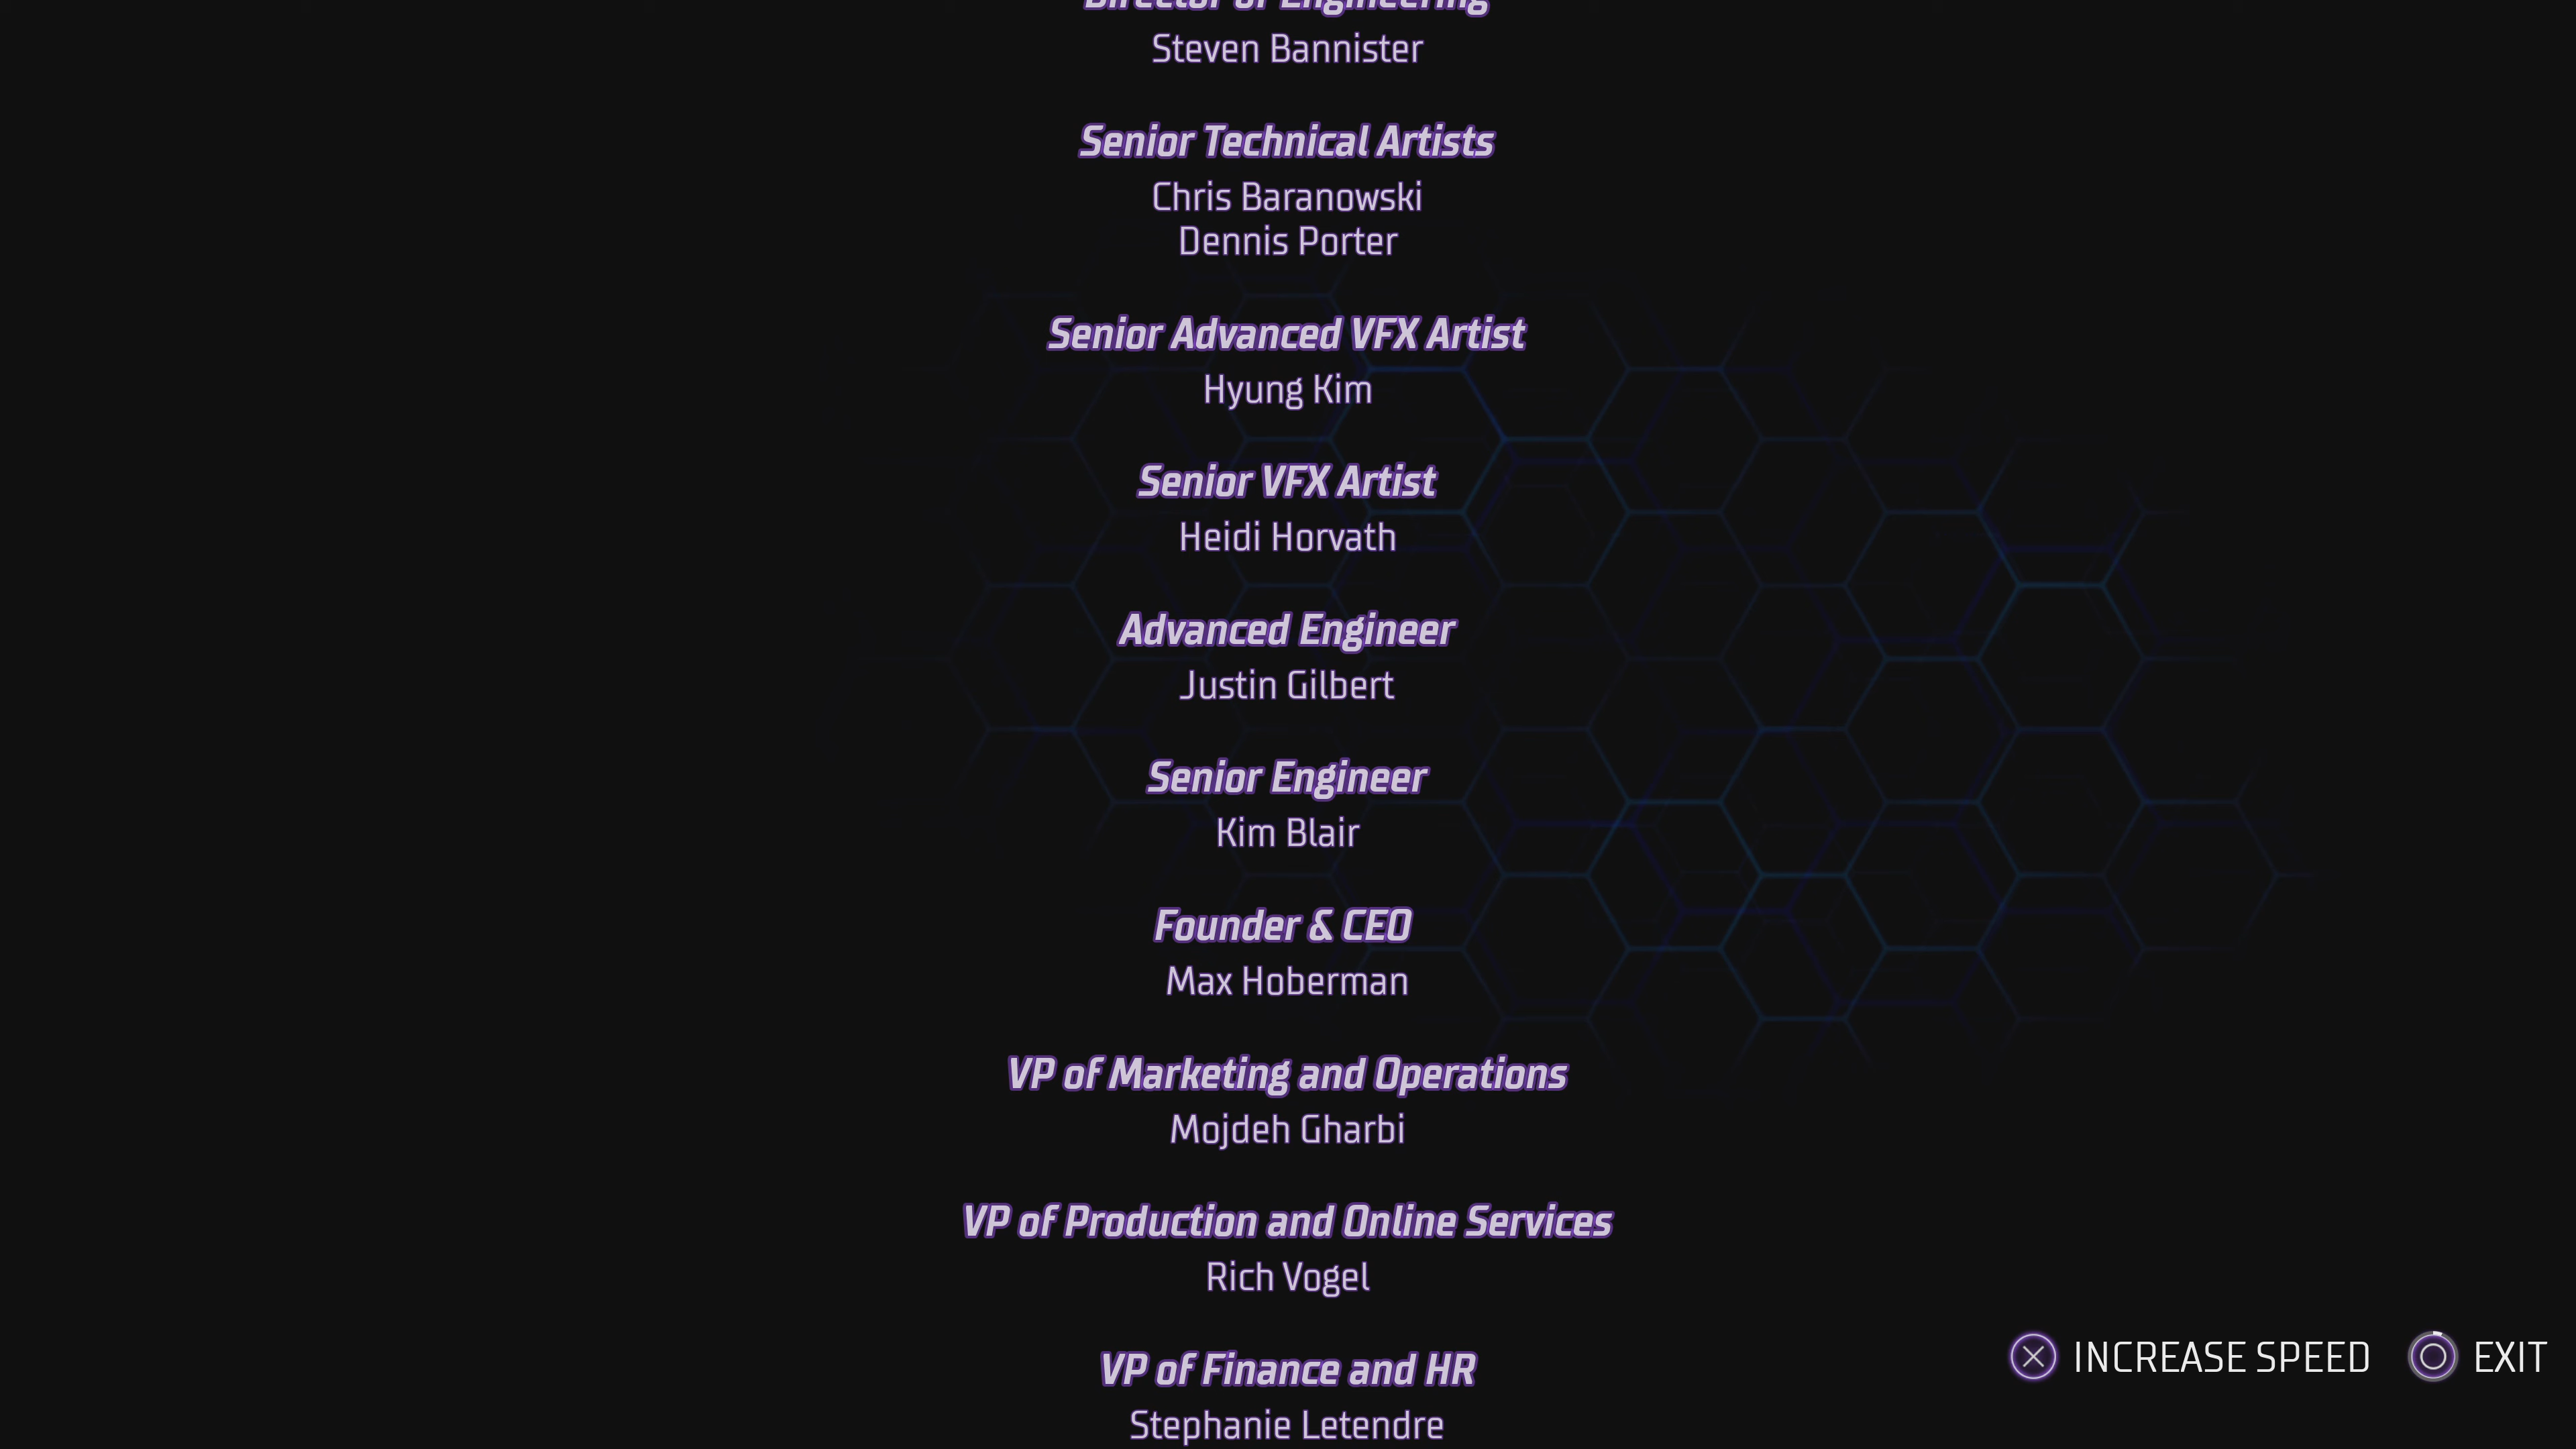 Director of Engineering
Steven Bannister
Senior Technical Artists
Chris Baranowski
Dennis Porter
Senior Advanced VFX Artist
Hyung Kim
Senior VFX Artist
Heidi Horvath
Advanced Engineer
Justin Gilbert
Senior Engineer
Kim Blair
Founder & CEO
Max Hoberman
VP of Marketing and Operations
Mojdeh Gharbi
VP of Production and Online Services
Rich Vogel
VP of Finance and HR
Stephanie Letendre
INCREASE SPEED
EXIT